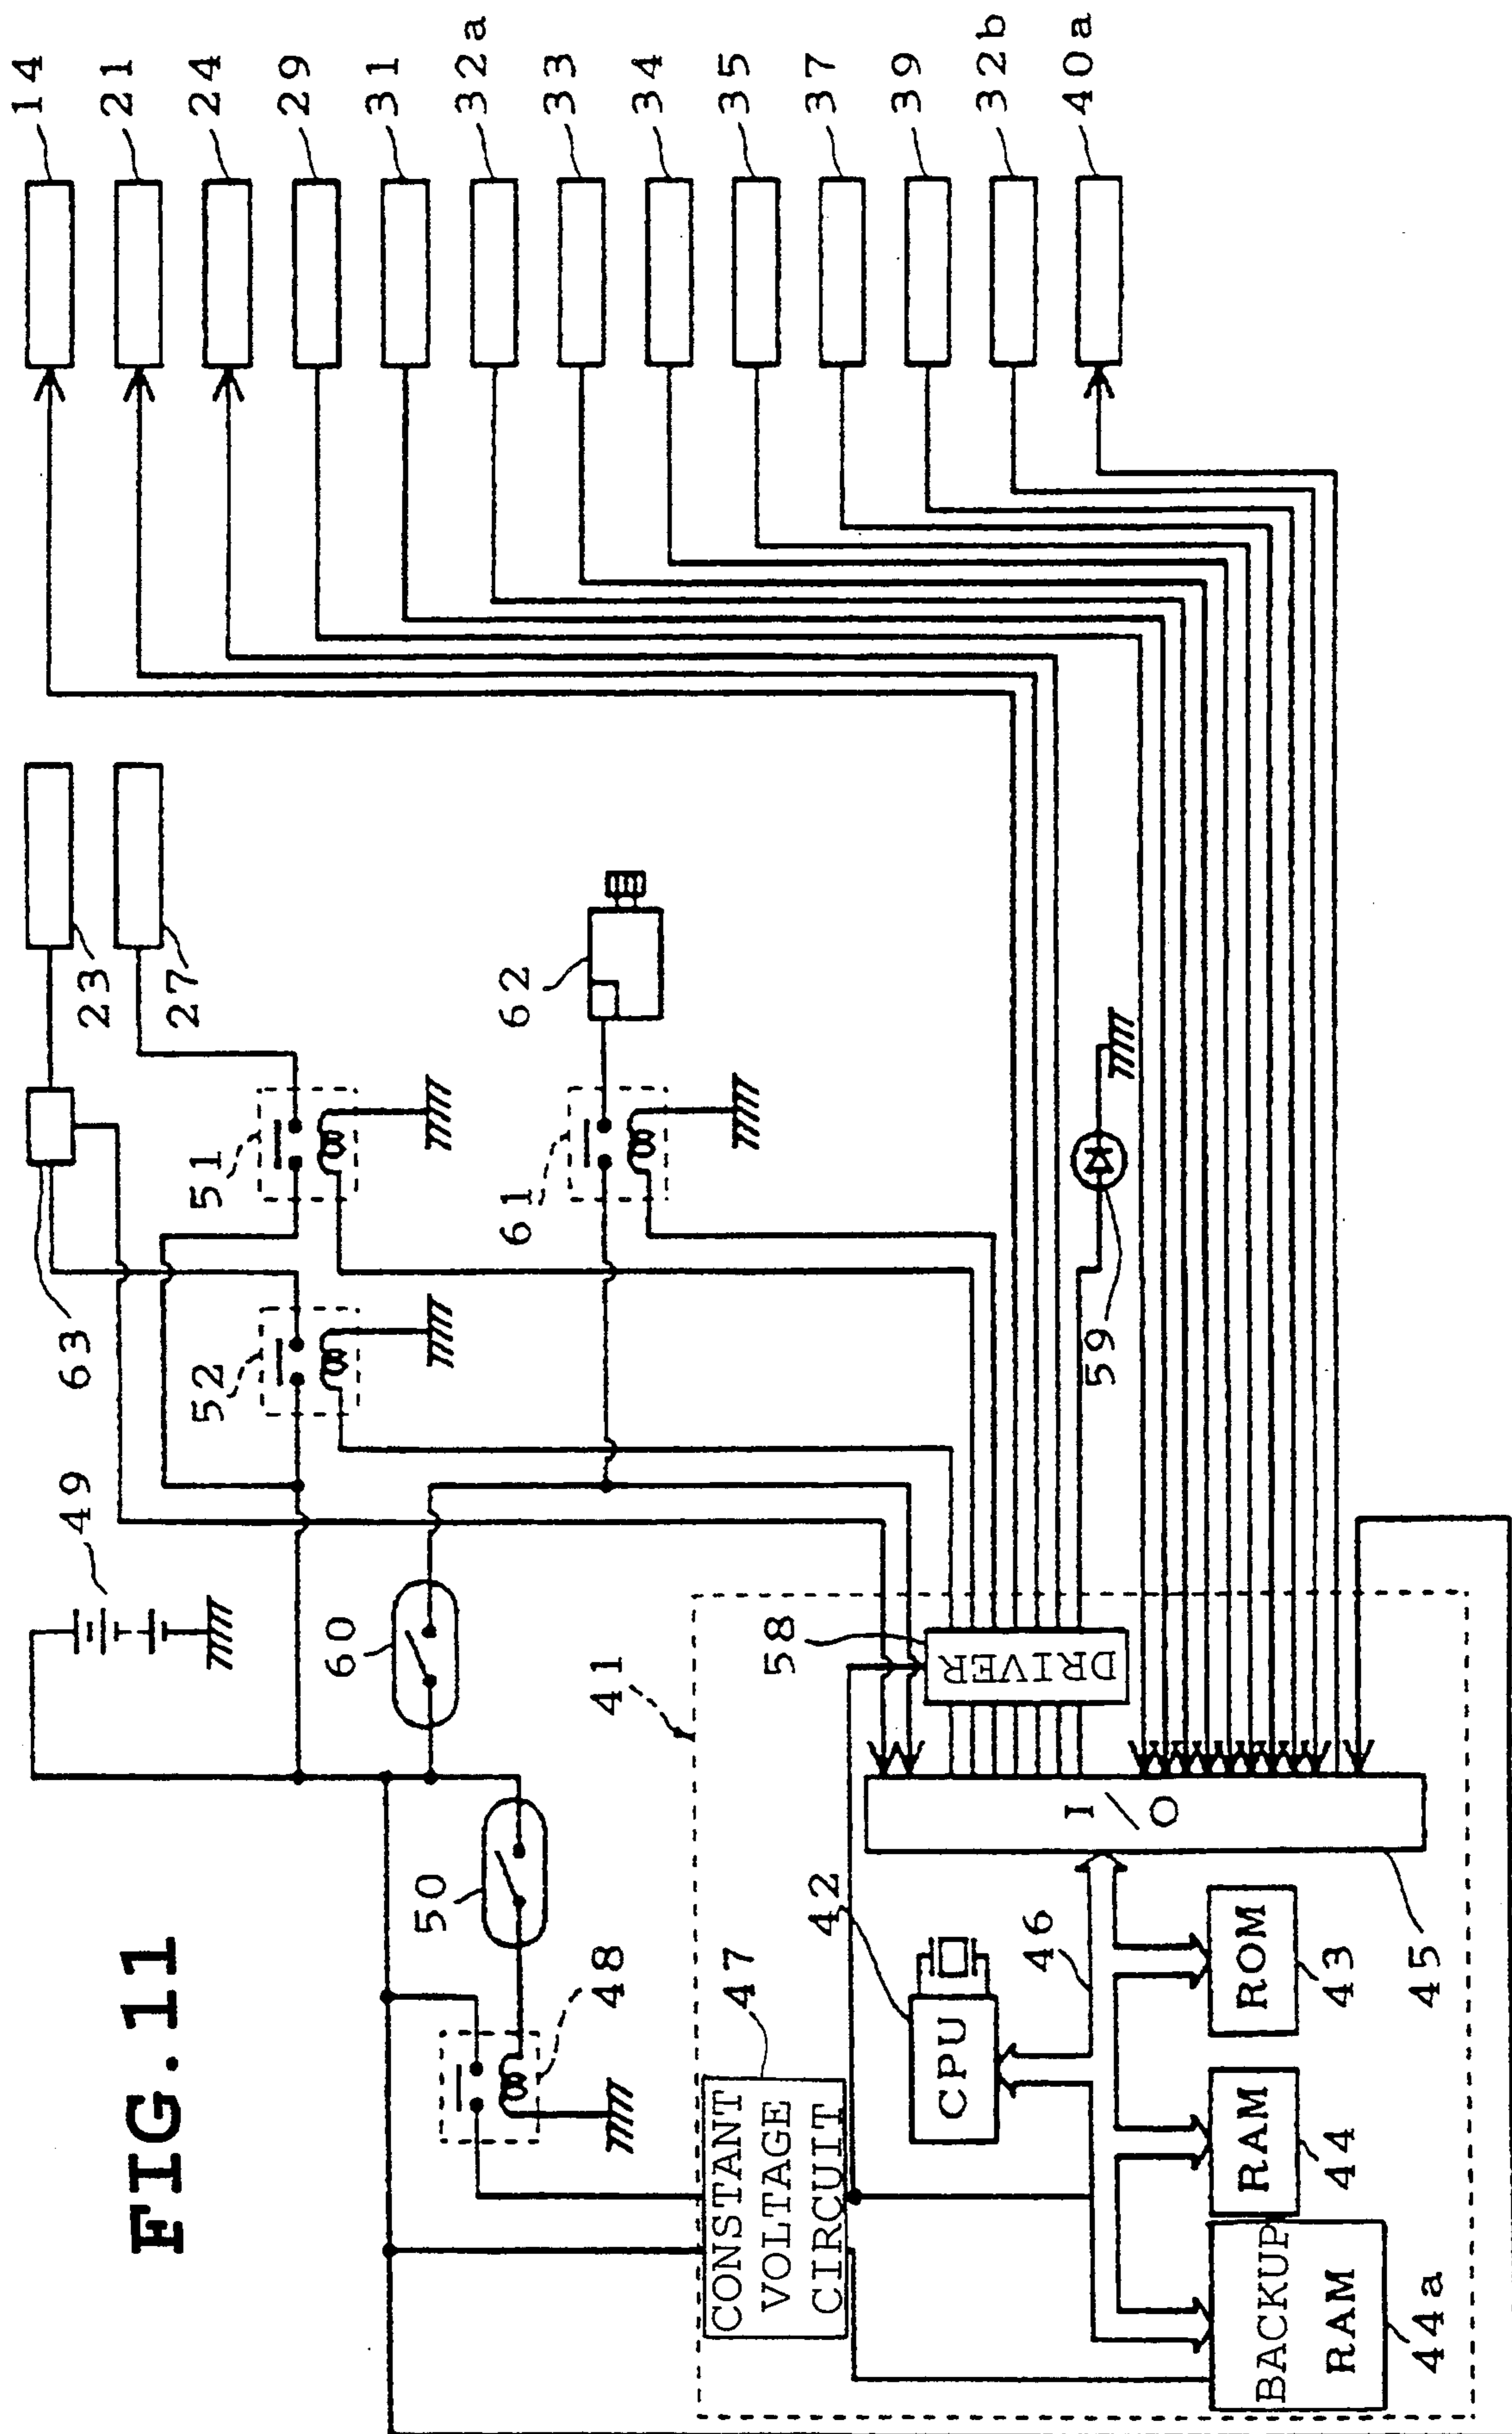 FIG.11
14
21
24
29
31
32a
33
34
35
37
39
32b
40a
23
27
63
51
52
49
62
61
60
50
48
59
41
58
DRIVER
47
CONSTANT
VOLTAGE
CIRCUIT
42
CPU
46
I/O
45
ROM
43
RAM
44
BACKUP
RAM
44a